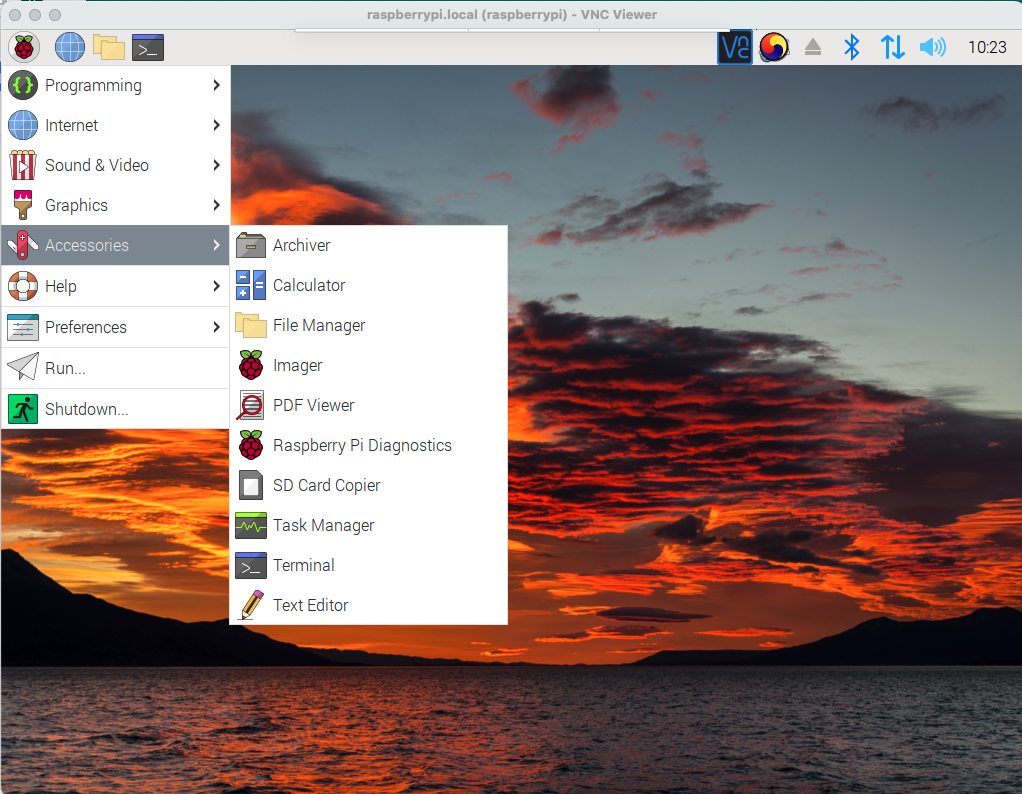 raspberrypi.local (raspberrypi) - VNC Viewer
>_
VNC
10:23
Programming
Internet
Sound & Video
Graphics
Accessories
Help
Preferences
Run...
Shutdown...
Archiver
Calculator
File Manager
Imager
PDF Viewer
Raspberry Pi Diagnostics
SD Card Copier
Task Manager
>_ Terminal
Text Editor